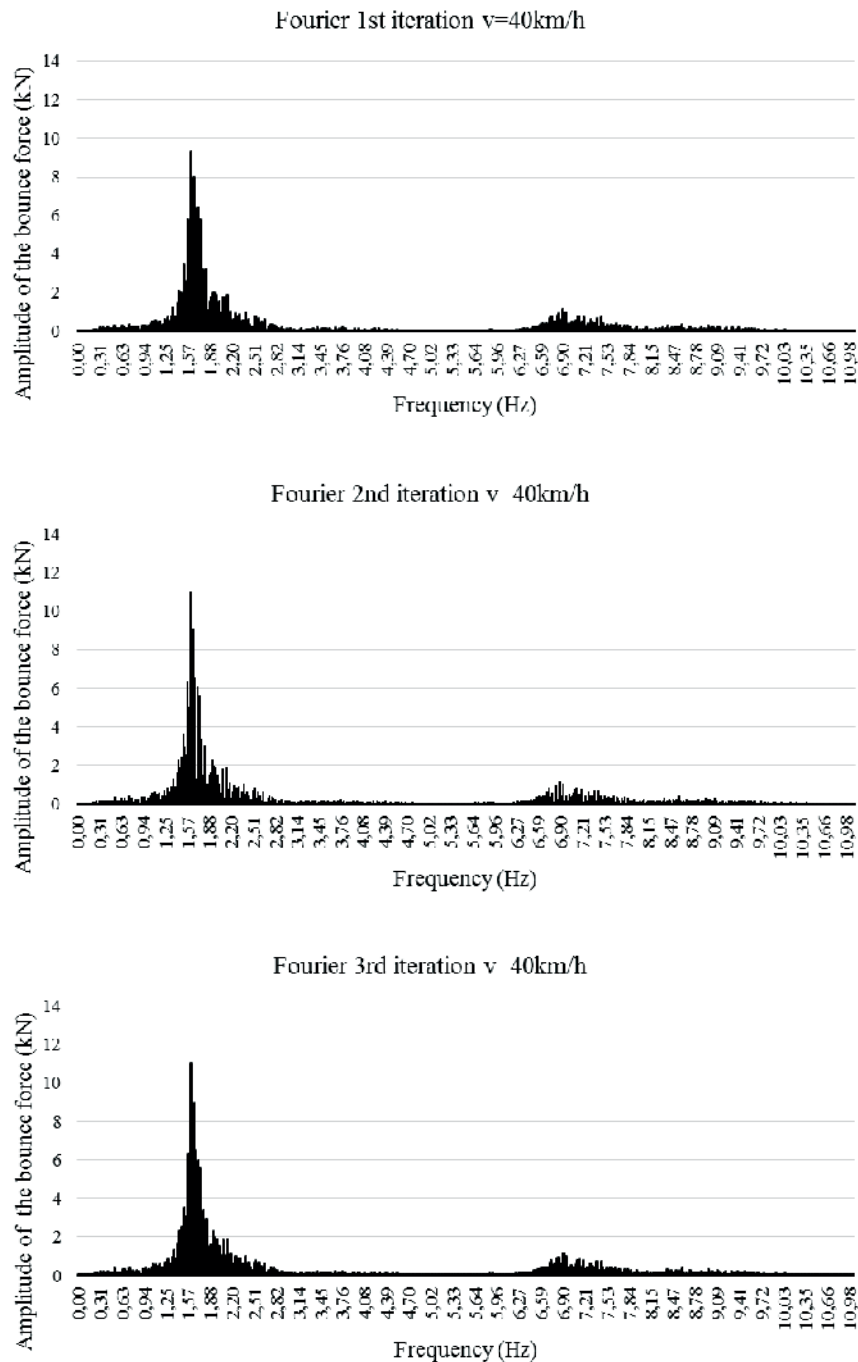 Fourier 1st iteration v=40km/h
Amplitude of the bounce force (kN)
14
12
10
8
6
4
2
0
0,00 0,31 0,63 0,94 1,25 1,57 1,88 2,20 2,51 2,82 3,14 3,45 3,76 4,08 4,39 4,70 5,02 5,33 5,64 5,96 6,27 6,59 6,90 7,21 7,53 7,84 8,15 8,47 8,78 9,09 9,41 9,72 10,03 10,35 10,66 10,98
Frequency (Hz)
Fourier 2nd iteration v 40km/h
Amplitude of the bounce force (kN)
14
12
10
8
6
4
2
0
0,00 0,31 0,63 0,94 1,25 1,57 1,88 2,20 2,51 2,82 3,14 3,45 3,76 4,08 4,39 4,70 5,02 5,33 5,64 5,96 6,27 6,59 6,90 7,21 7,53 7,84 8,15 8,47 8,78 9,09 9,41 9,72 10,03 10,35 10,66 10,98
Frequency (Hz)
Fourier 3rd iteration v 40km/h
Amplitude of the bounce force (kN)
14
12
10
8
6
4
2
0
0,00 0,31 0,63 0,94 1,25 1,57 1,88 2,20 2,51 2,82 3,14 3,45 3,76 4,08 4,39 4,70 5,02 5,33 5,64 5,96 6,27 6,59 6,90 7,21 7,53 7,84 8,15 8,47 8,78 9,09 9,41 9,72 10,03 10,35 10,66 10,98
Frequency (Hz)